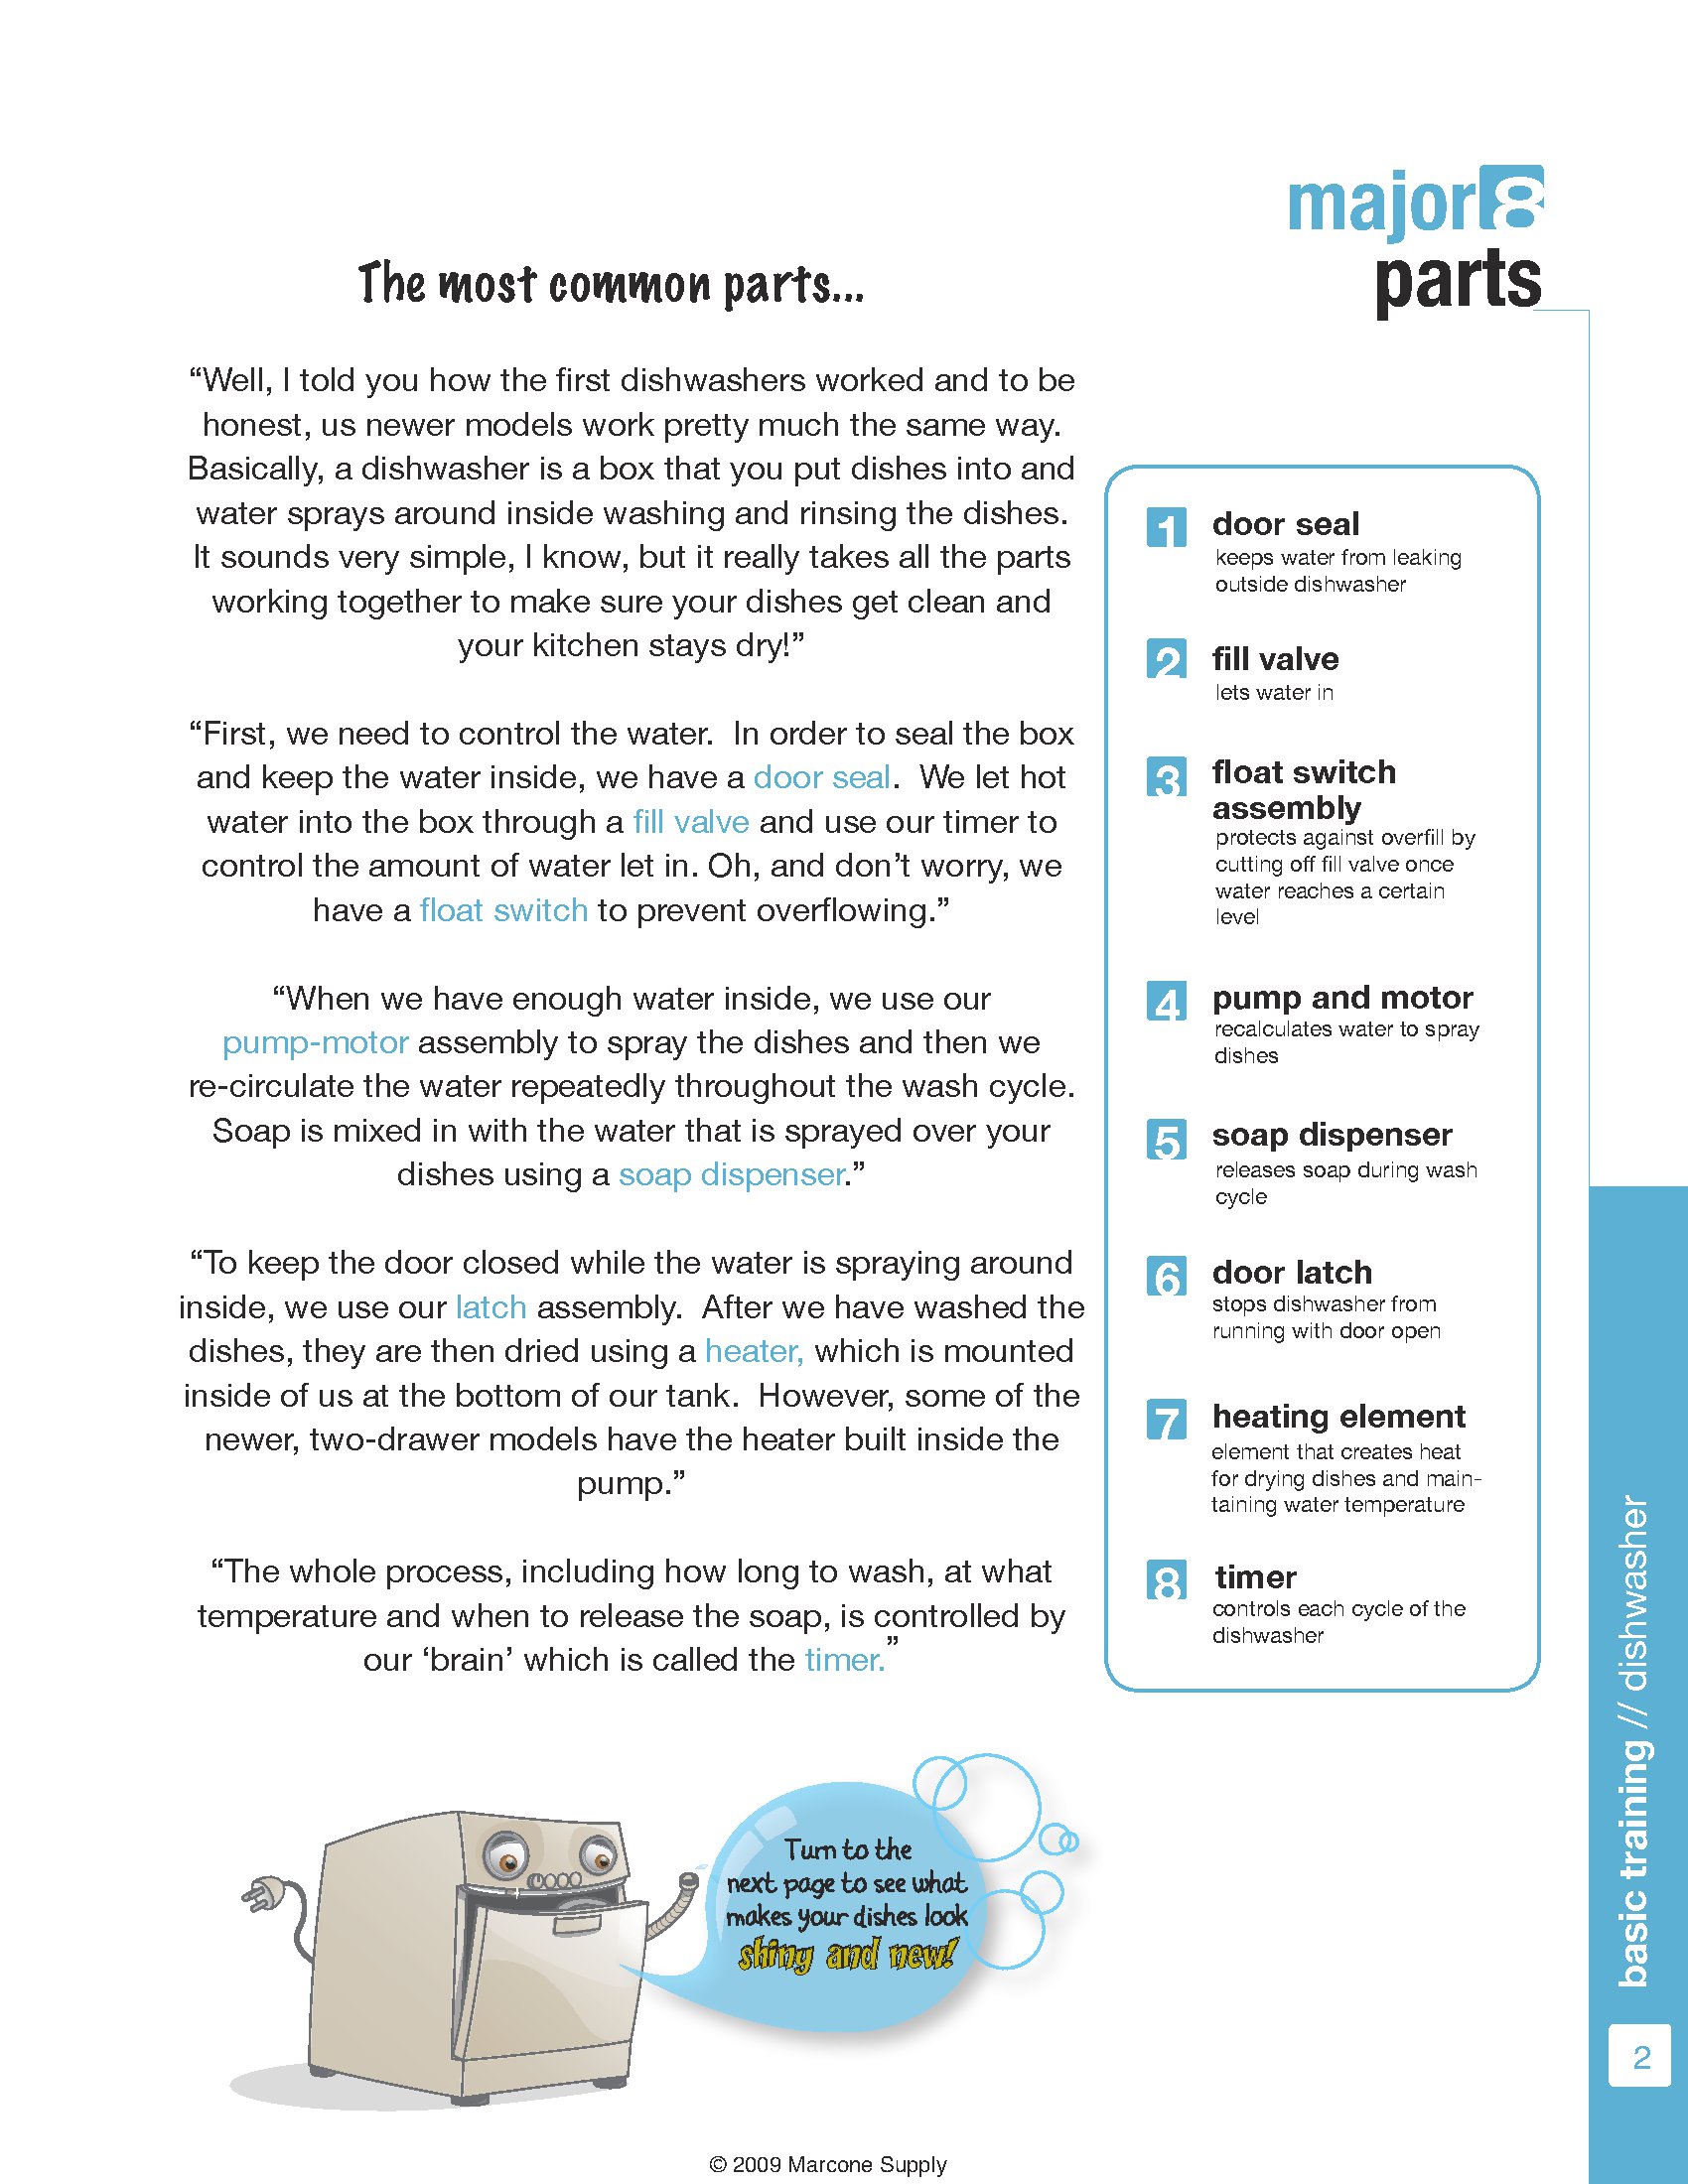 major8
parts
The most common parts...
“Well, I told you how the first dishwashers worked and to be
honest, us newer models work pretty much the same way.
Basically, a dishwasher is a box that you put dishes into and
water sprays around inside washing and rinsing the dishes.
It sounds very simple, I know, but it really takes all the parts
working together to make sure your dishes get clean and
your kitchen stays dry!”
“First, we need to control the water.  In order to seal the box
and keep the water inside, we have a door seal.  We let hot
water into the box through a fill valve and use our timer to
control the amount of water let in. Oh, and don’t worry, we
have a float switch to prevent overflowing.”
“When we have enough water inside, we use our
pump-motor assembly to spray the dishes and then we
re-circulate the water repeatedly throughout the wash cycle.
Soap is mixed in with the water that is sprayed over your
dishes using a soap dispenser.”
“To keep the door closed while the water is spraying around
inside, we use our latch assembly.  After we have washed the
dishes, they are then dried using a heater, which is mounted
inside of us at the bottom of our tank.  However, some of the
newer, two-drawer models have the heater built inside the
pump.”
“The whole process, including how long to wash, at what
temperature and when to release the soap, is controlled by
our ‘brain’ which is called the timer.”
1 door seal
keeps water from leaking
outside dishwasher
2 fill valve
lets water in
3 float switch
assembly
protects against overfill by
cutting off fill valve once
water reaches a certain
level
4 pump and motor
recalculates water to spray
dishes
5 soap dispenser
releases soap during wash
cycle
6 door latch
stops dishwasher from
running with door open
7 heating element
element that creates heat
for drying dishes and main-
taining water temperature
8 timer
controls each cycle of the
dishwasher
Turn to the
next page to see what
makes your dishes look
shiny and new!
basic training // dishwasher
2
© 2009 Marcone Supply